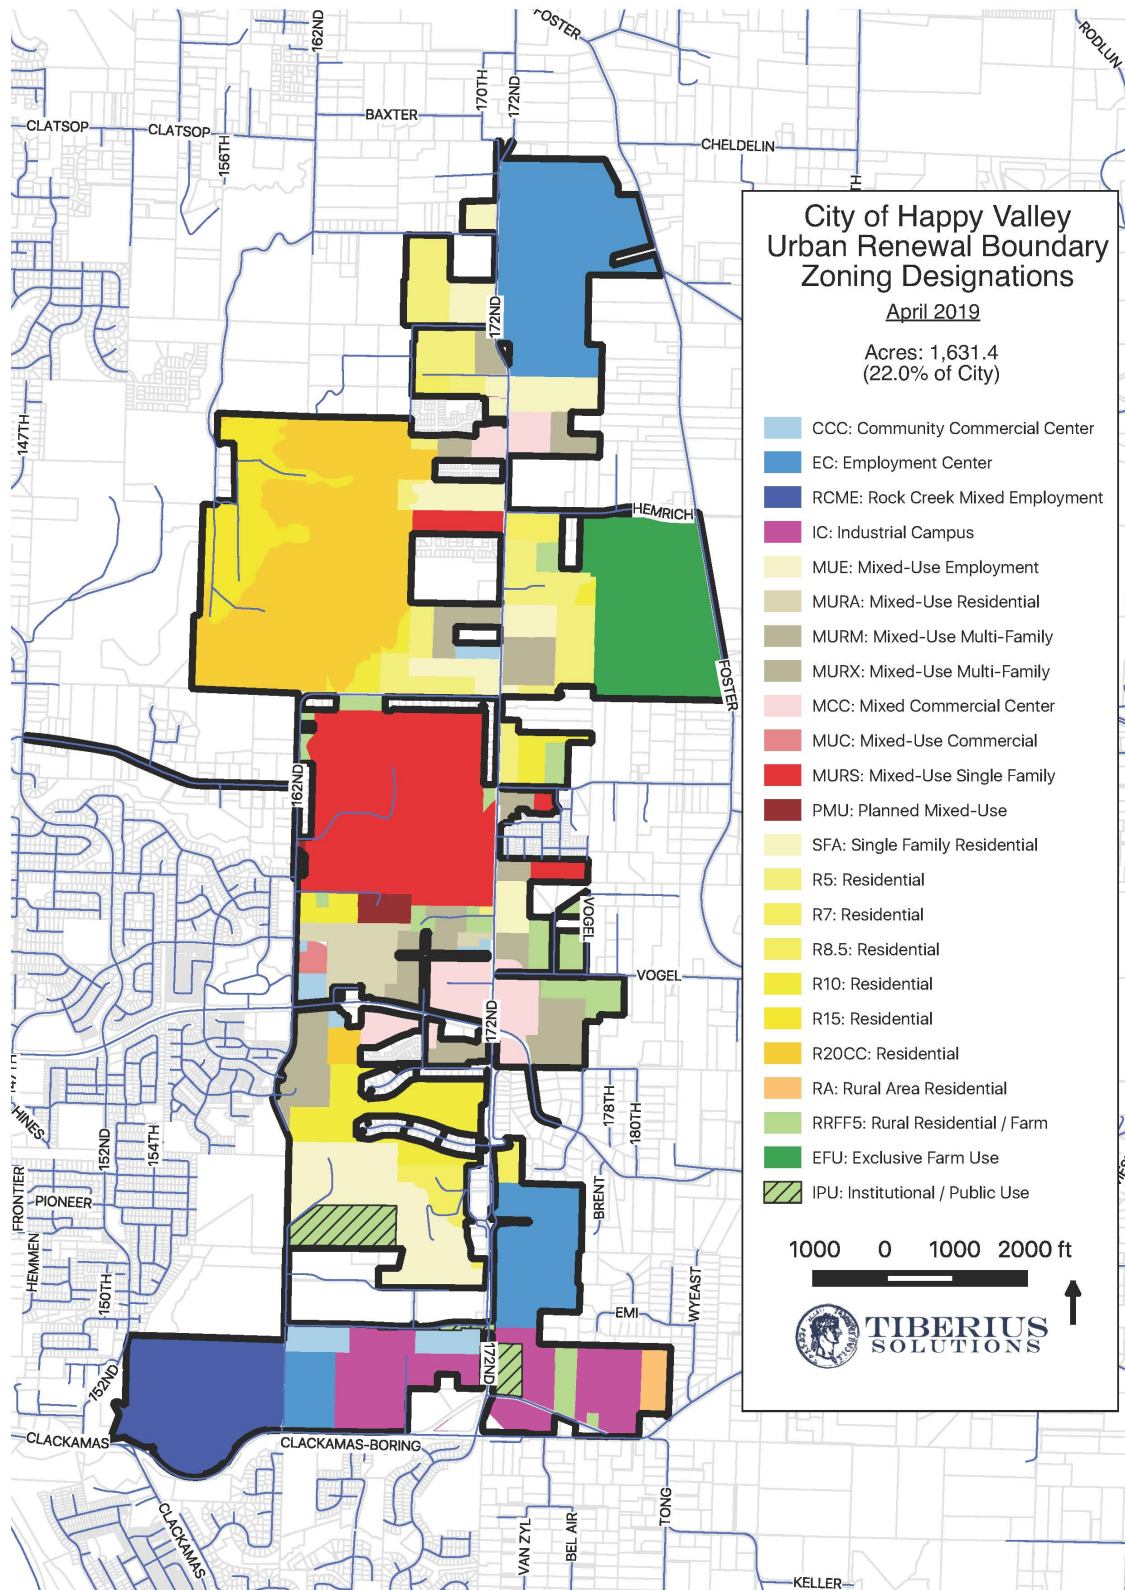 FOSTER
RODLUN
162ND
170TH
172ND
BAXTER
CLATSOP
CLATSOP
156TH
CHELDELIN
TH
City of Happy Valley
Urban Renewal Boundary
Zoning Designations
April 2019
Acres: 1,631.4
(22.0% of City)
CCC: Community Commercial Center
EC: Employment Center
RCME: Rock Creek Mixed Employment
IC: Industrial Campus
MUE: Mixed-Use Employment
MURA: Mixed-Use Residential
MURM: Mixed-Use Multi-Family
MURX: Mixed-Use Multi-Family
MCC: Mixed Commercial Center
MUC: Mixed-Use Commercial
MURS: Mixed-Use Single Family
PMU: Planned Mixed-Use
SFA: Single Family Residential
R5: Residential
R7: Residential
R8.5: Residential
R10: Residential
R15: Residential
R20CC: Residential
RA: Rural Area Residential
RRFF5: Rural Residential / Farm
EFU: Exclusive Farm Use
IPU: Institutional / Public Use
1000 0 1000 2000 ft
TIBERIUS
SOLUTIONS
172ND
147TH
HEMRICH
FOSTER
162ND
VOGEL
VOGEL
172ND
147TH
HINES
152ND
154TH
178TH
180TH
FRONTIER
PIONEER
BRENT
HEMMEN
150TH
WYEAST
EMI
152ND
172ND
CLACKAMAS
CLACKAMAS-BORING
CLACKAMAS
VAN ZYL
BEL AIR
TONG
KELLER